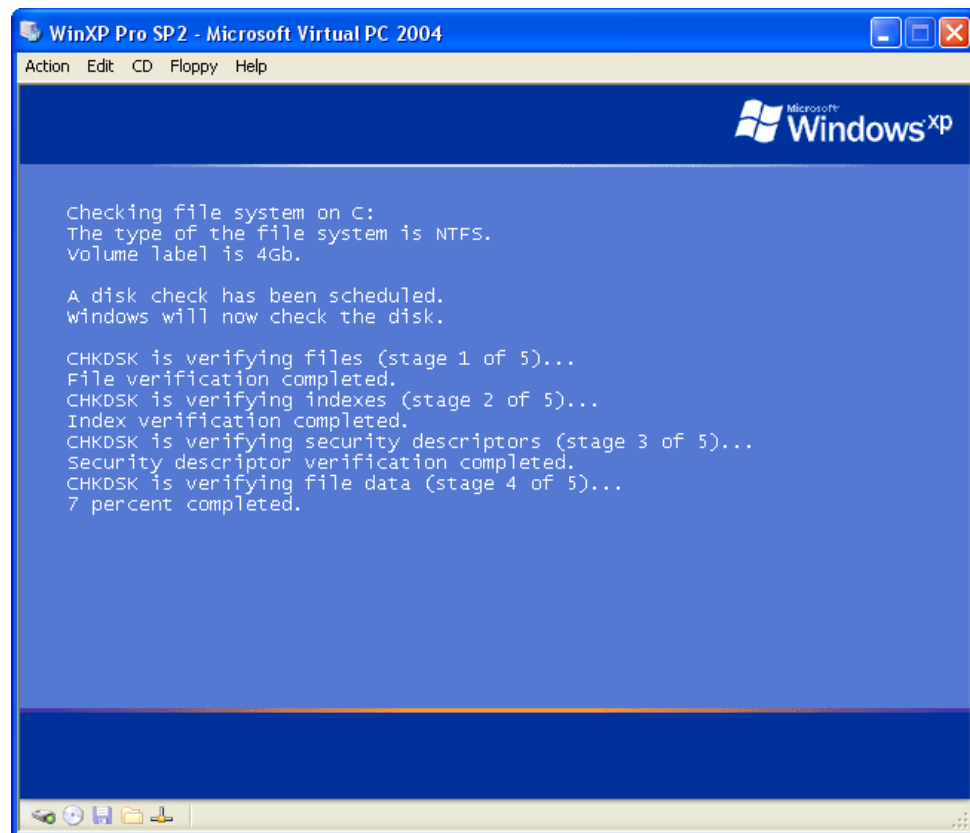 WinXP Pro SP2 - Microsoft Virtual PC 2004
Action Edit CD Floppy Help
Microsoft
Windows xp
Checking file system on C:
The type of the file system is NTFS.
Volume label is 4Gb.
A disk check has been scheduled.
Windows will now check the disk.
CHKDSK is verifying files (stage 1 of 5)...
File verification completed.
CHKDSK is verifying indexes (stage 2 of 5)...
Index verification completed.
CHKDSK is verifying security descriptors (stage 3 of 5)...
Security descriptor verification completed.
CHKDSK is verifying file data (stage 4 of 5)...
7 percent completed.